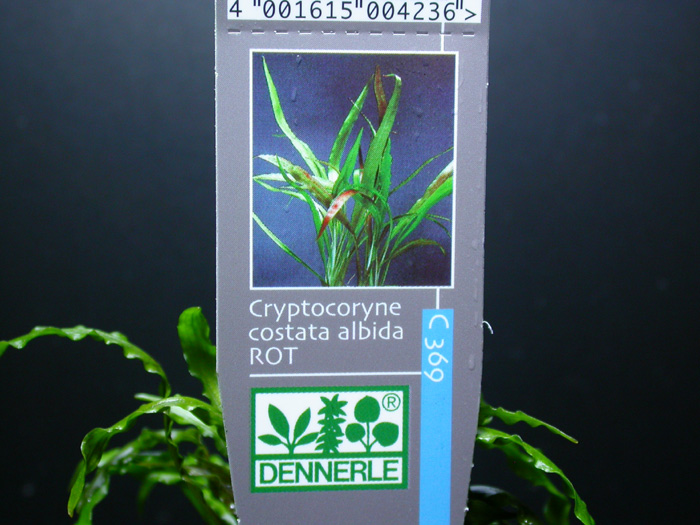 4 "001615"004236">
Cryptocoryne
costata albida
ROT
C 369
®
DENNERLE